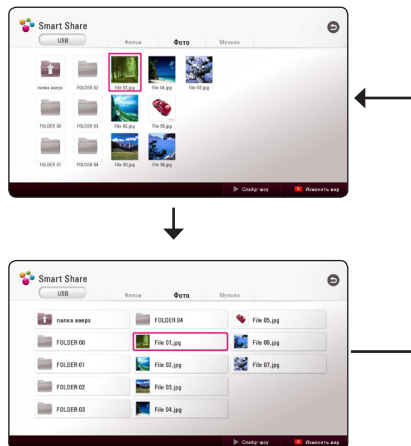 Smart Share
USB Фильм Фото Музыка
папка вверх FOLDER 02 File 01.jpg File 04.jpg File 07.jpg
FOLDER 00 FOLDER 03 File 02.jpg File 05.jpg
FOLDER 01 FOLDER 04 File 03.jpg File 06.jpg
Слайд-шоу Изменить вид
Smart Share
USB Фильм Фото Музыка
папка вверх FOLDER 04 File 05.jpg
FOLDER 00 File 01.jpg File 06.jpg
FOLDER 01 File 02.jpg File 07.jpg
FOLDER 02 File 03.jpg
FOLDER 03 File 04.jpg
Слайд-шоу Изменить вид